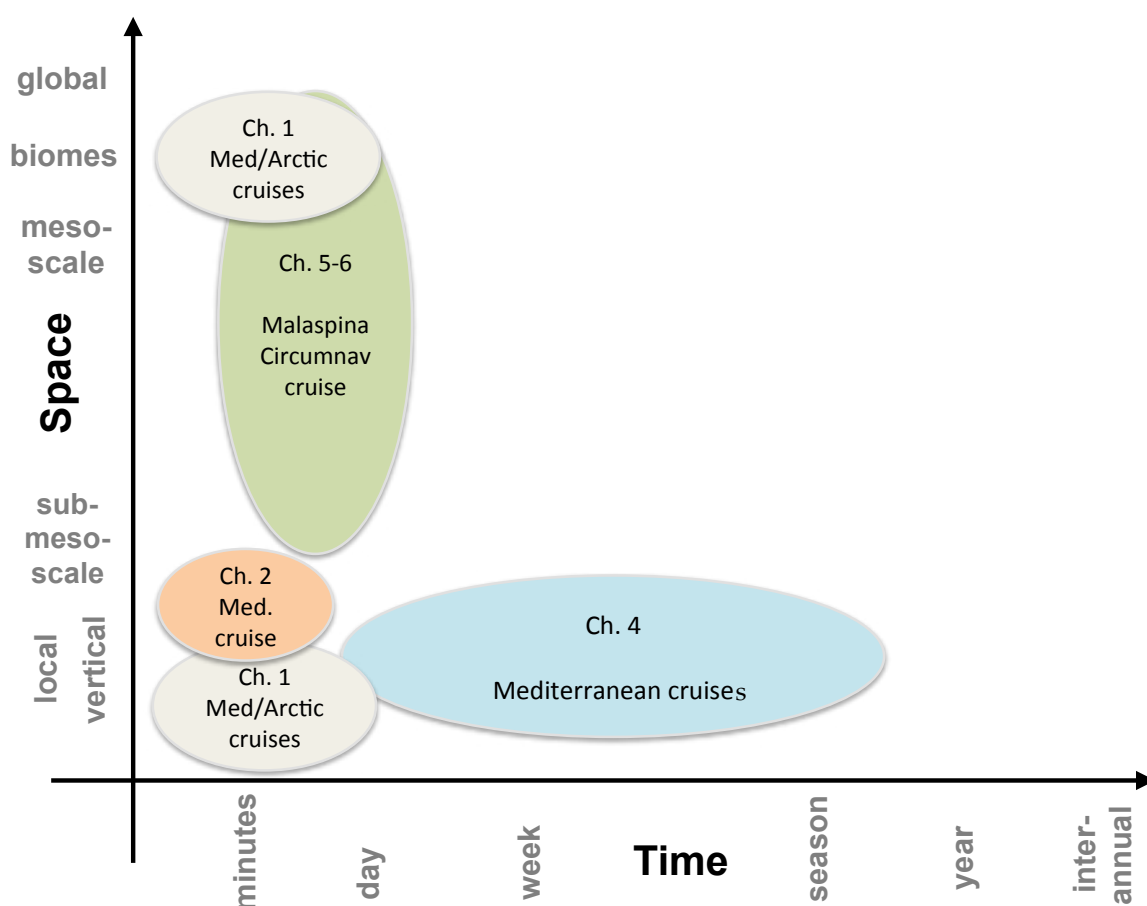 global
biomes
meso-
scale
Space
sub-
meso-
scale
local
vertical
Ch. 1
Med/Arctic
cruises
Ch. 5-6
Malaspina
Circumnav
cruise
Ch. 2
Med.
cruise
Ch. 1
Med/Arctic
cruises
Ch. 4
Mediterranean cruises
minutes
day
week
Time
season
year
inter-
annual